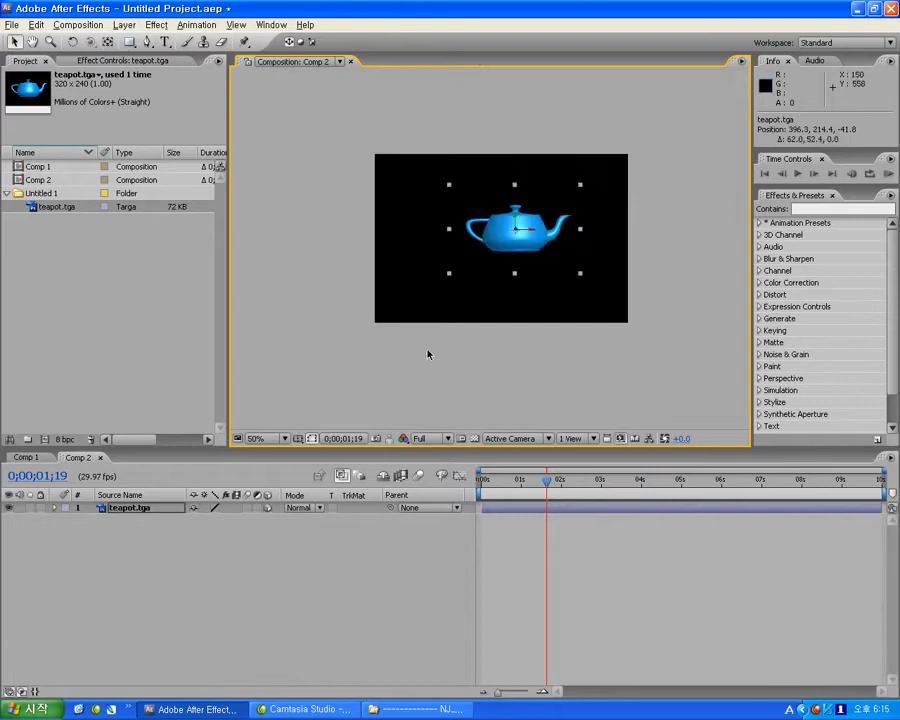 Adobe After Effects - Untitled Project.aep *
File Edit Composition Layer Effect Animation View Window Help
Workspace: Standard
Project × Effect Controls: teapot.tga
teapot.tga, used 1 time
320 x 240 (1.00)
Millions of Colors+ (Straight)
Name Type Size Duratio
Comp 1 Composition Δ 0;
Comp 2 Composition Δ 0;
Untitled 1 Folder
teapot.tga Targa 72 KB
8 bpc
Composition: Comp 2 ×
50% 0;00;01;19 Full Active Camera 1 View +0.0
Info × Audio
R :
G :
B :
A : 0
X : 150
Y : 558
teapot.tga
Position: 396.3, 214.4, -41.8
Δ: 62.0, 52.4, 0.0
Time Controls ×
Effects & Presets ×
Contains:
* Animation Presets
3D Channel
Audio
Blur & Sharpen
Channel
Color Correction
Distort
Expression Controls
Generate
Keying
Matte
Noise & Grain
Paint
Perspective
Simulation
Stylize
Synthetic Aperture
Text
Comp 1 Comp 2 ×
0;00;01;19 (29.97 fps)
# Source Name Mode T TrkMat Parent
1 teapot.tga Normal None
:00s 01s 02s 03s 04s 05s 06s 07s 08s 09s 10s
시작 Adobe After Effect... Camtasia Studio - ... ------------- NJ_... A 오후 6:15